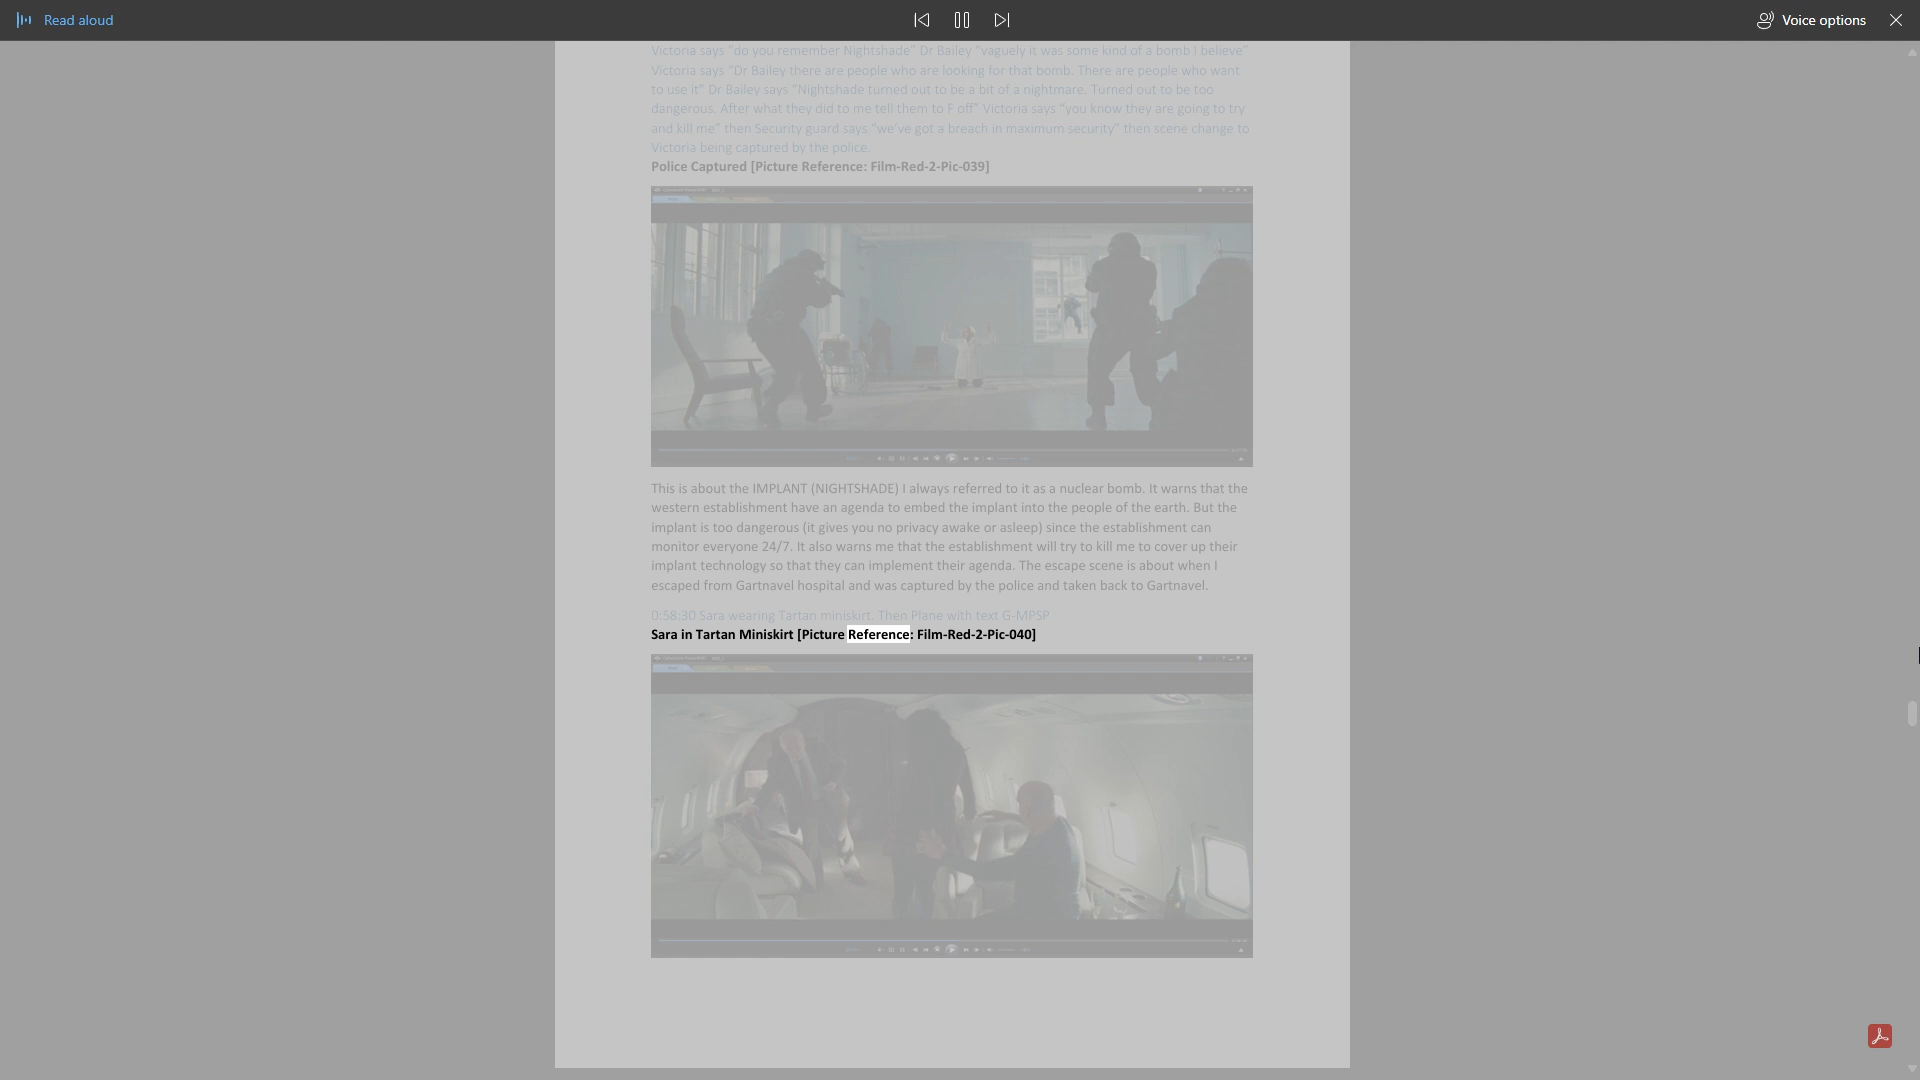 Read aloud
Voice options
Victoria says “do you remember Nightshade” Dr Bailey “vaguely it was some kind of a bomb I believe”
Victoria says “Dr Bailey there are people who are looking for that bomb. There are people who want
to use it” Dr Bailey says “Nightshade turned out to be a bit of a nightmare. Turned out to be too
dangerous. After what they did to me tell them to F off” Victoria says “you know they are going to try
and kill me” then Security guard says “we’ve got a breach in maximum security” then scene change to
Victoria being captured by the police.
Police Captured [Picture Reference: Film-Red-2-Pic-039]
This is about the IMPLANT (NIGHTSHADE) I always referred to it as a nuclear bomb. It warns that the
western establishment have an agenda to embed the implant into the people of the earth. But the
implant is too dangerous (it gives you no privacy awake or asleep) since the establishment can
monitor everyone 24/7. It also warns me that the establishment will try to kill me to cover up their
implant technology so that they can implement their agenda. The escape scene is about when I
escaped from Gartnavel hospital and was captured by the police and taken back to Gartnavel.
0:58:30 Sara wearing Tartan miniskirt. Then Plane with text G-MPSP
Sara in Tartan Miniskirt [Picture Reference: Film-Red-2-Pic-040]